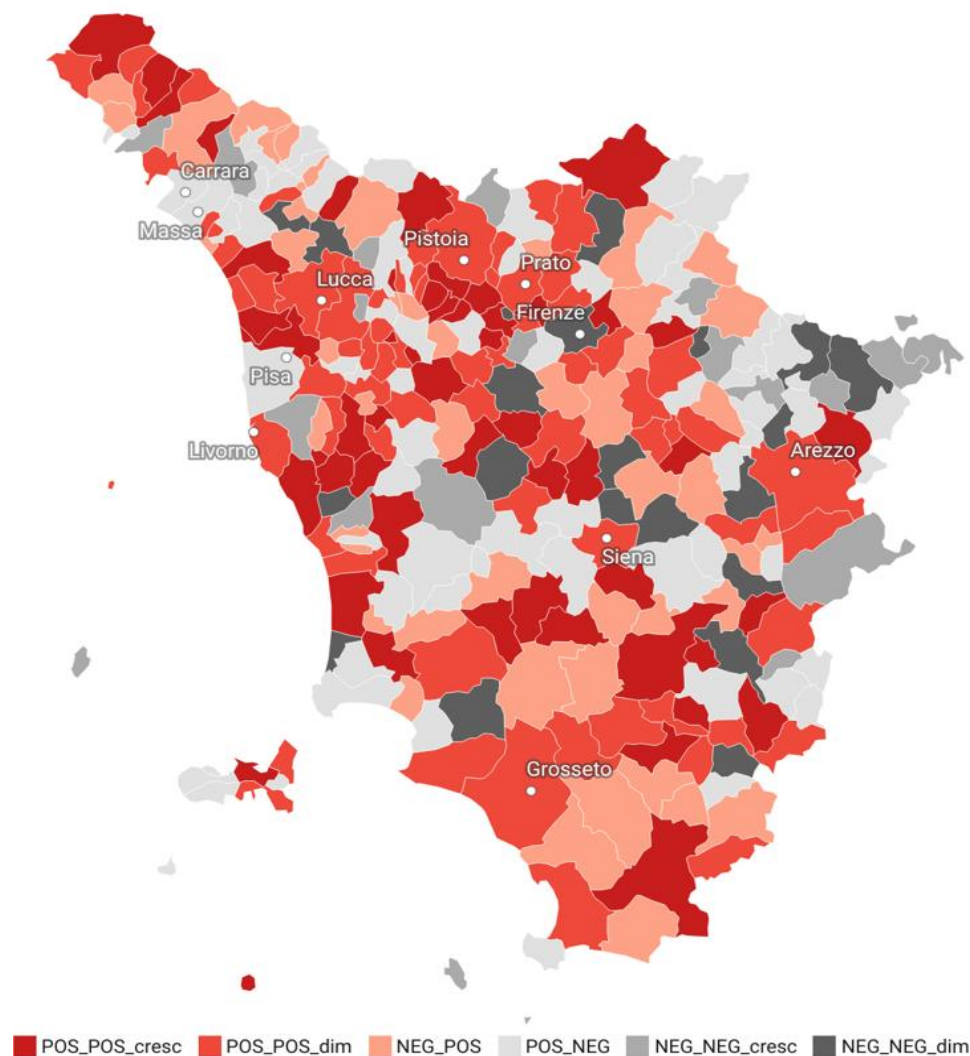 Carrara
Massa
Pistoia
Prato
Lucca
Firenze
Pisa
Livorno
Arezzo
Siena
Grosseto
POS_POS_cresc POS_POS_dim NEG_POS POS_NEG NEG_NEG_cresc NEG_NEG_dim